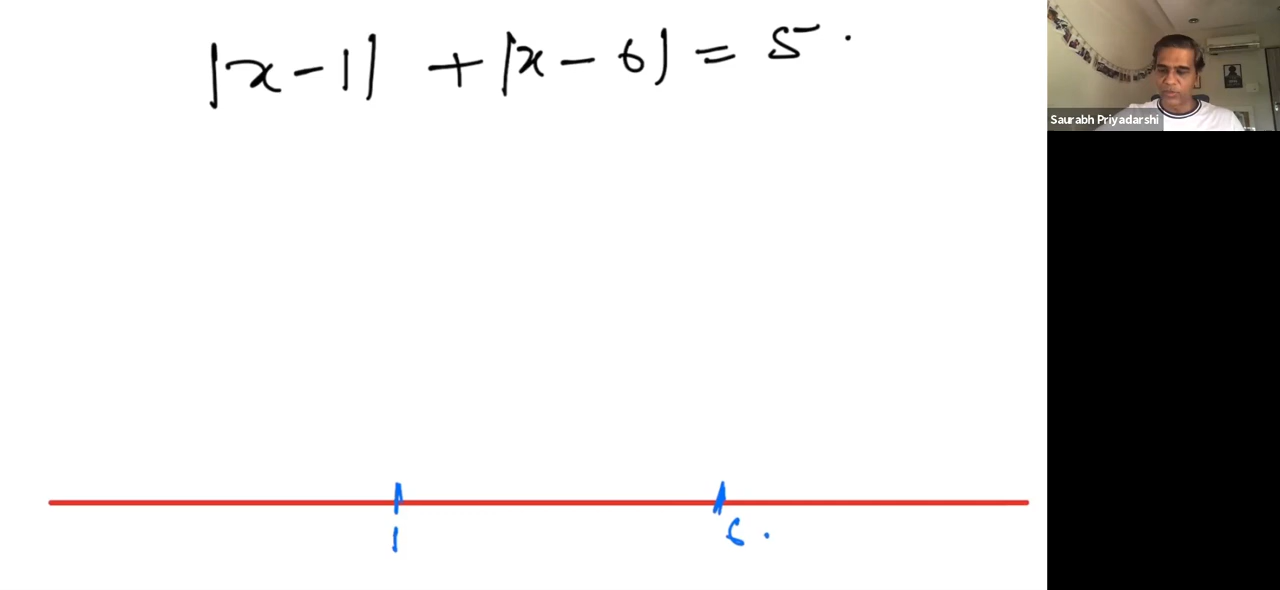 |x-1| + |x-6| = 5.
Saurabh Priyadarshi
1
6.